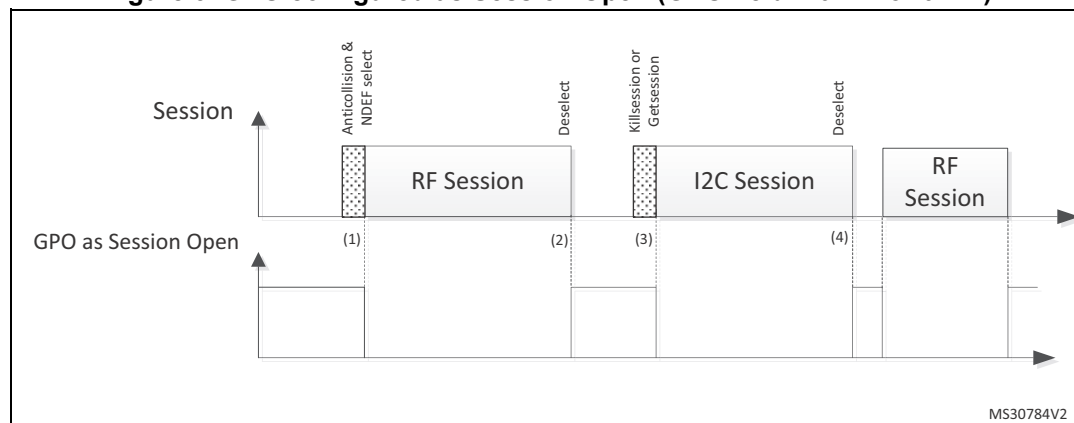 Anticollision &
NDEF select
Deselect
Killsession or
Getsession
Deselect
Session
RF Session
I2C Session
RF
Session
GPO as Session Open
(1)
(2)
(3)
(4)
MS30784V2